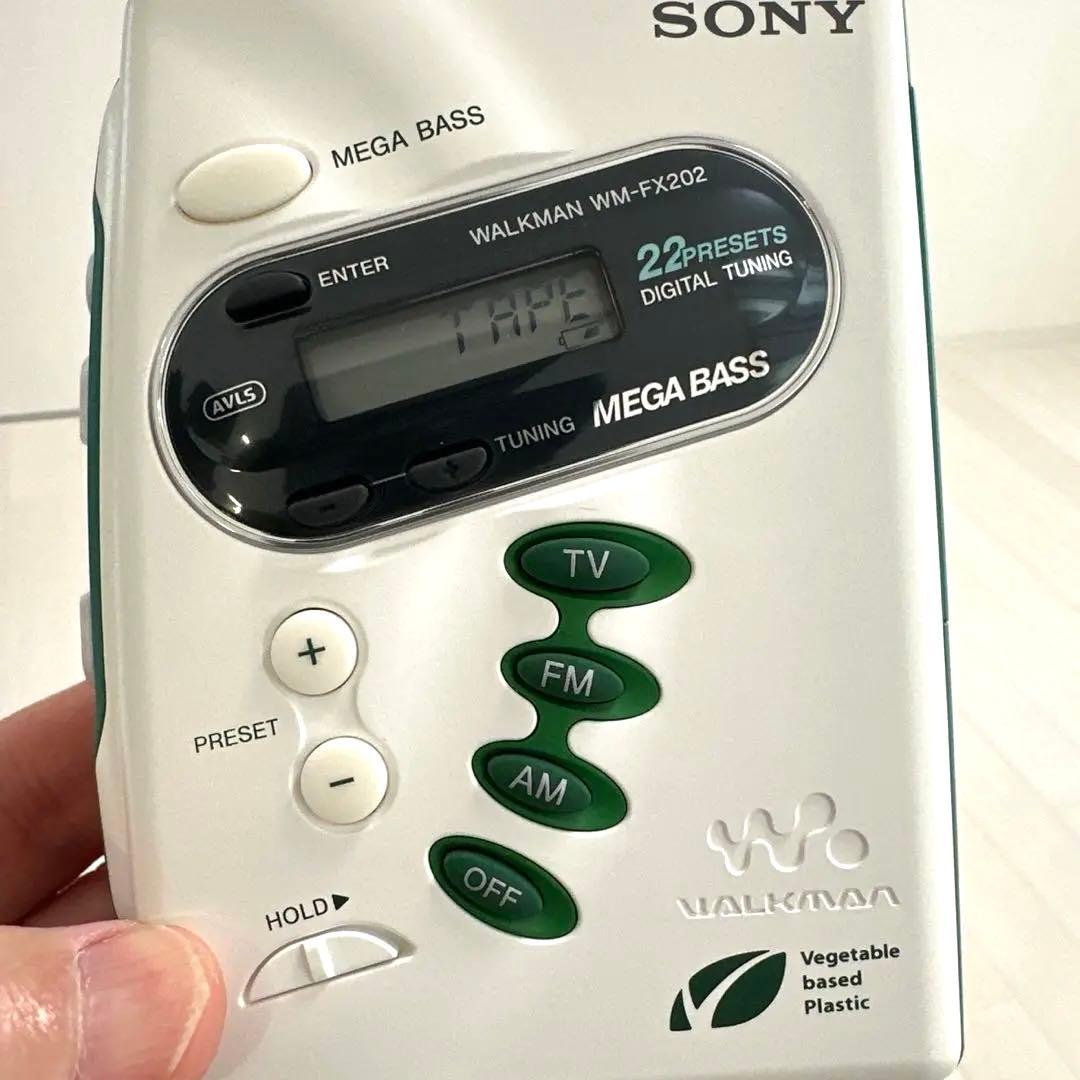 SONY
MEGA BASS
WALKMAN WM-FX202
ENTER
22PRESETS
DIGITAL TUNING
TAPE
AVLS
MEGA BASS
TUNING
+
-
TV
+
FM
PRESET
AM
-
OFF
HOLD▶
WALKMAN
Vegetable
based
Plastic